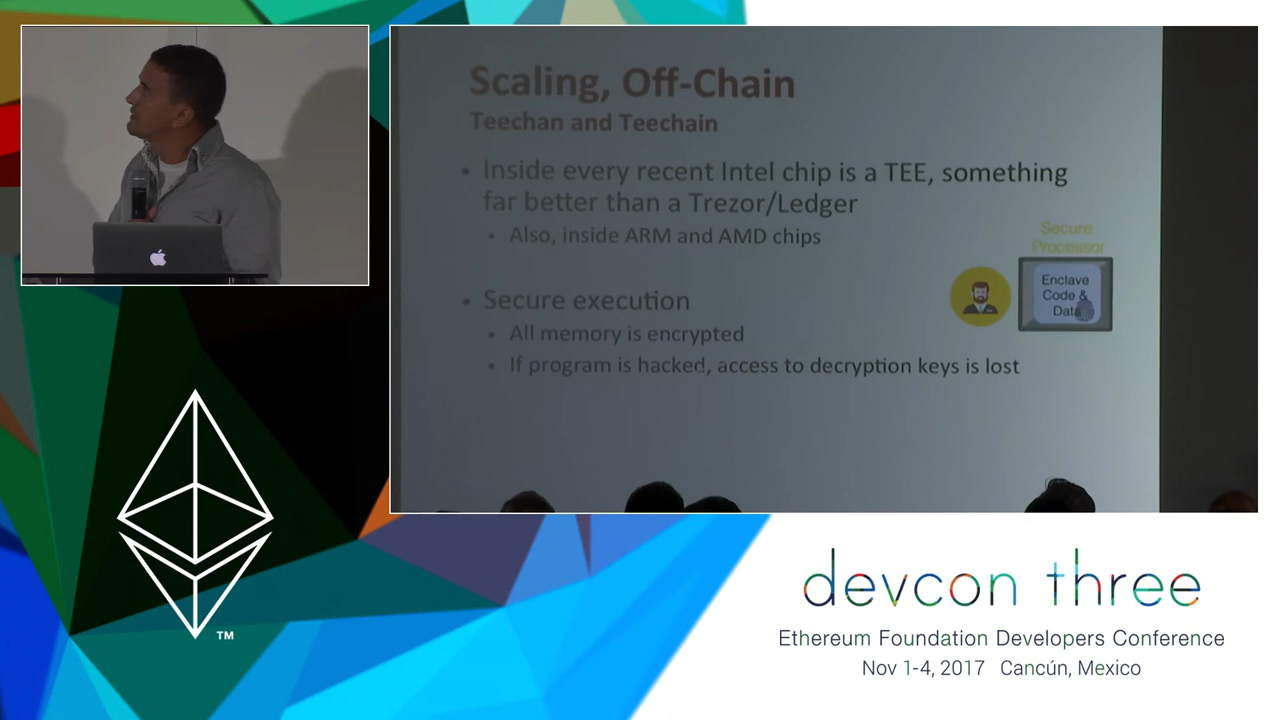 Scaling, Off-Chain
Teechan and Teechain
• Inside every recent Intel chip is a TEE, something
far better than a Trezor/Ledger
• Also, inside ARM and AMD chips
Secure
Processor
Enclave
Code &
Data
• Secure execution
• All memory is encrypted
• If program is hacked, access to decryption keys is lost
TM
devcon three
Ethereum Foundation Developers Conference
Nov 1-4, 2017 Cancún, Mexico